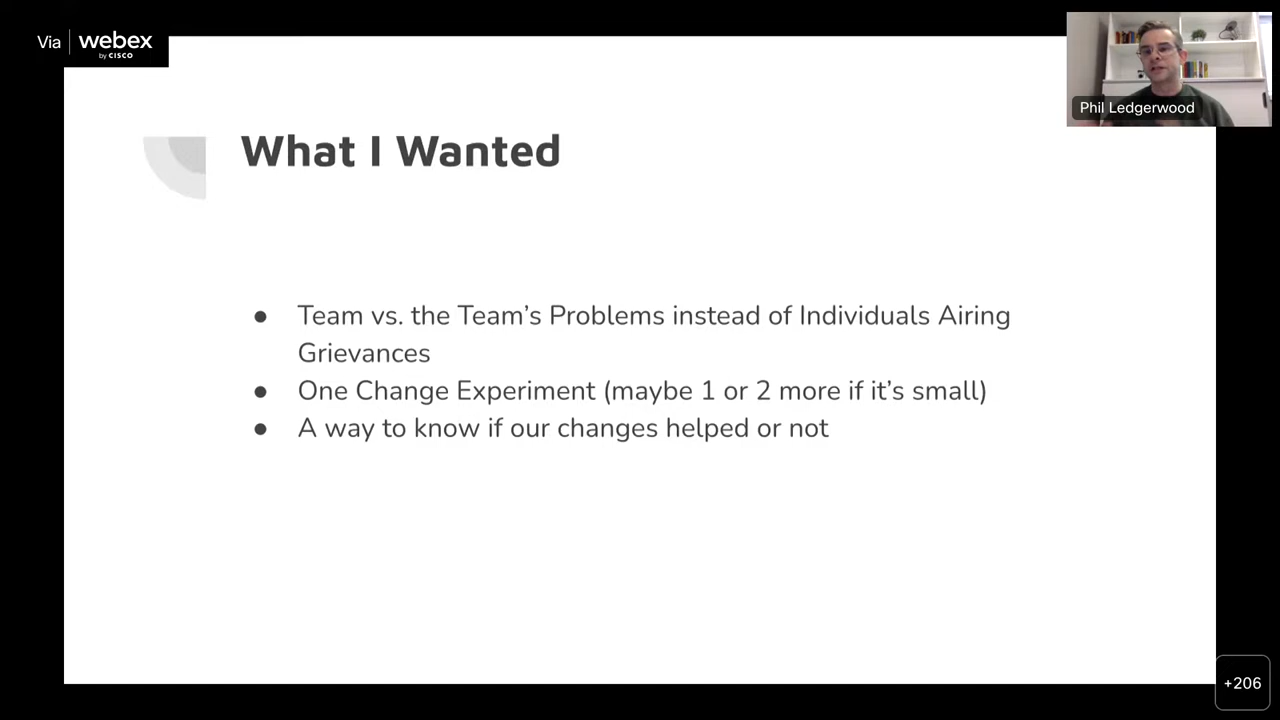 Via webex
by CISCO
Phil Ledgerwood
What I Wanted
● Team vs. the Team’s Problems instead of Individuals Airing
Grievances
● One Change Experiment (maybe 1 or 2 more if it’s small)
● A way to know if our changes helped or not
+206